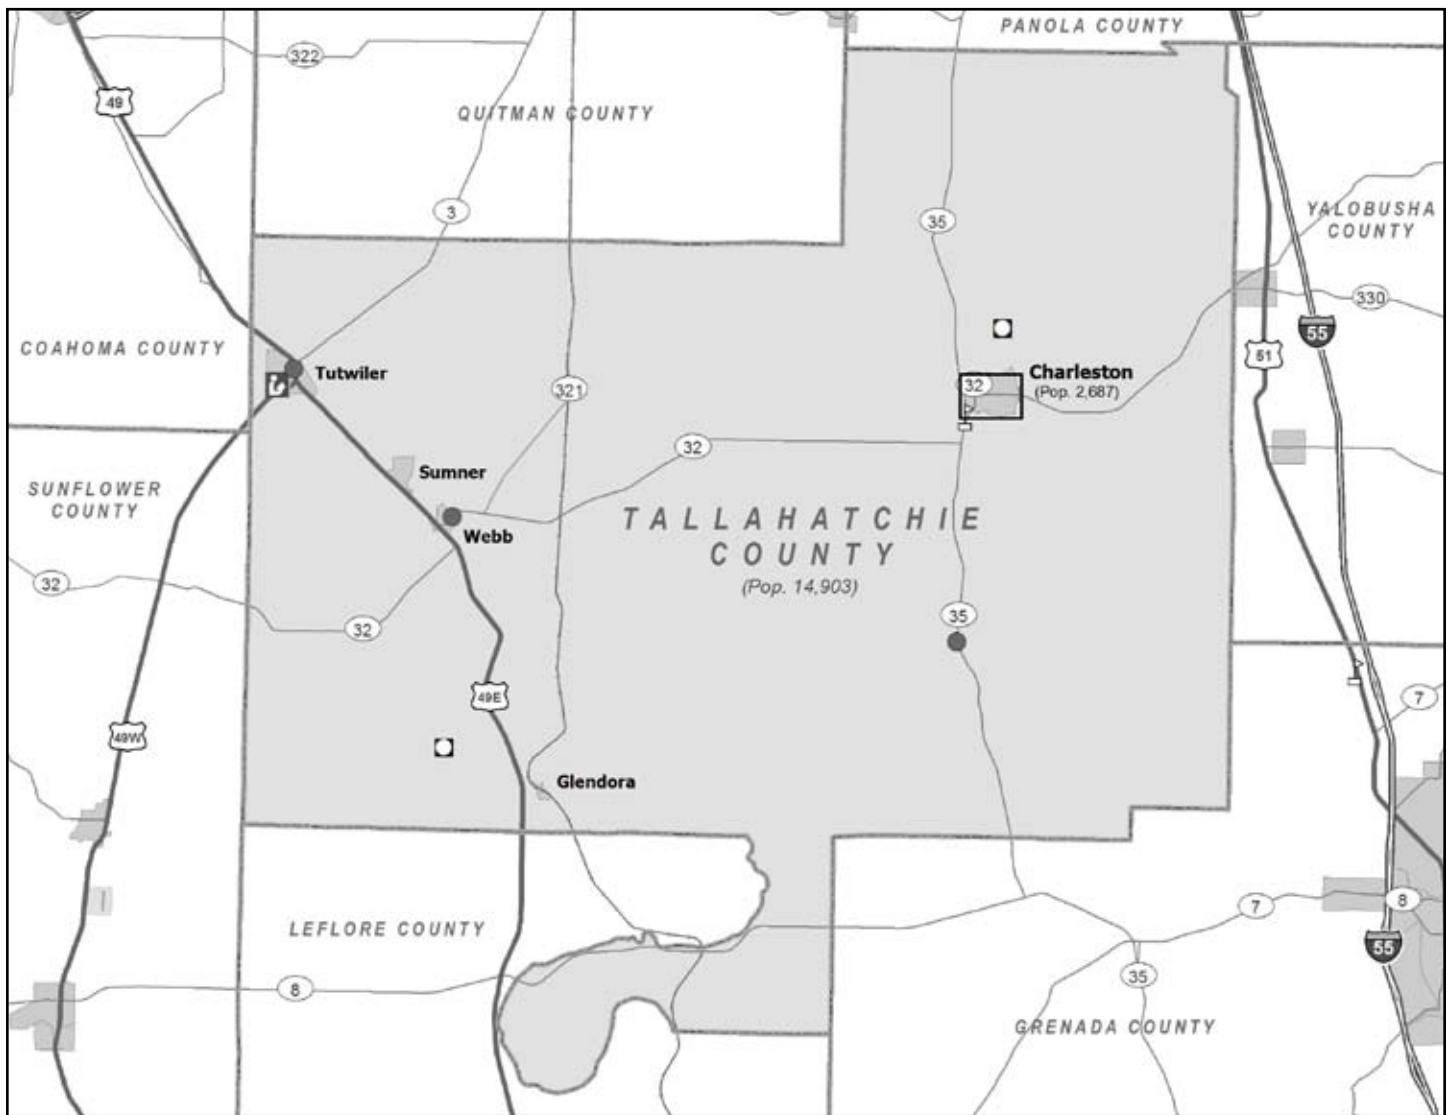 PANOLA COUNTY
322
49
QUITMAN COUNTY
3
35
YALOBUSHA
COUNTY
330
55
COAHOMA COUNTY
51
Tutwiler
321
32
Charleston
(Pop. 2,687)
32
Sumner
SUNFLOWER
COUNTY
TALLAHATCHIE
COUNTY
(Pop. 14,903)
Webb
32
32
35
49E
7
49W
Glendora
8
7
LEFLORE COUNTY
55
35
8
GRENADA COUNTY